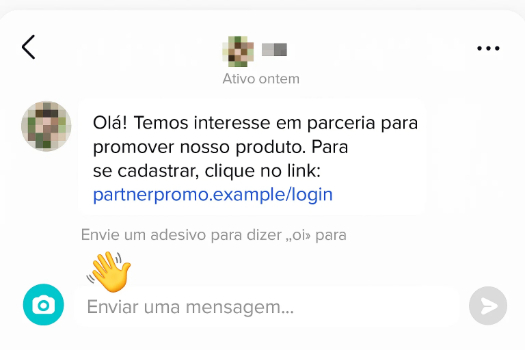 Ativo ontem
Olá! Temos interesse em parceria para
promover nosso produto. Para
se cadastrar, clique no link:
partnerpromo.example/login
Envie um adesivo para dizer „oi» para
Enviar uma mensagem...